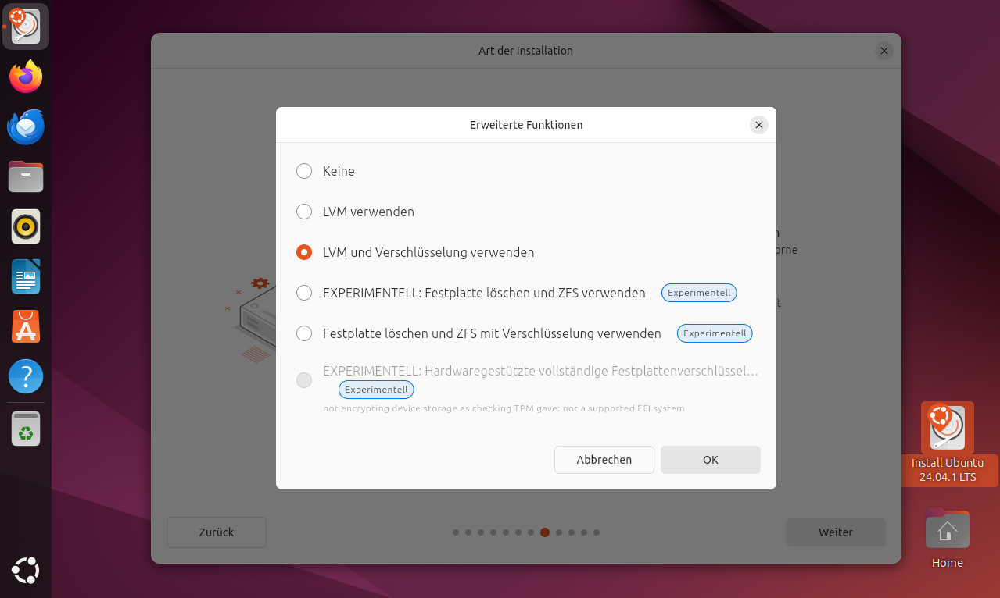 Art der Installation
Erweiterte Funktionen
Keine
LVM verwenden
LVM und Verschlüsselung verwenden
EXPERIMENTELL: Festplatte löschen und ZFS verwenden Experimentell
Festplatte löschen und ZFS mit Verschlüsselung verwenden Experimentell
EXPERIMENTELL: Hardwaregestützte vollständige Festplattenverschlüssel…
Experimentell
not encrypting device storage as checking TPM gave: not a supported EFI system
Abbrechen OK
Zurück Weiter
Install Ubuntu
24.04.1 LTS
Home